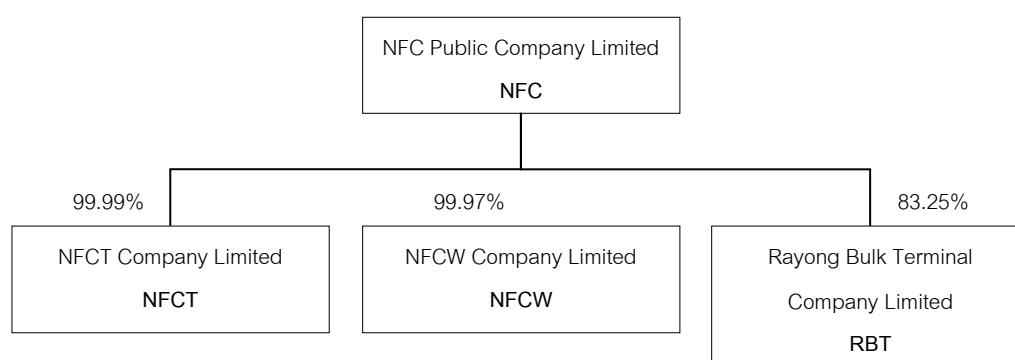 NFC Public Company Limited
NFC
99.99%
99.97%
83.25%
NFCT Company Limited
NFCT
NFCW Company Limited
NFCW
Rayong Bulk Terminal
Company Limited
RBT